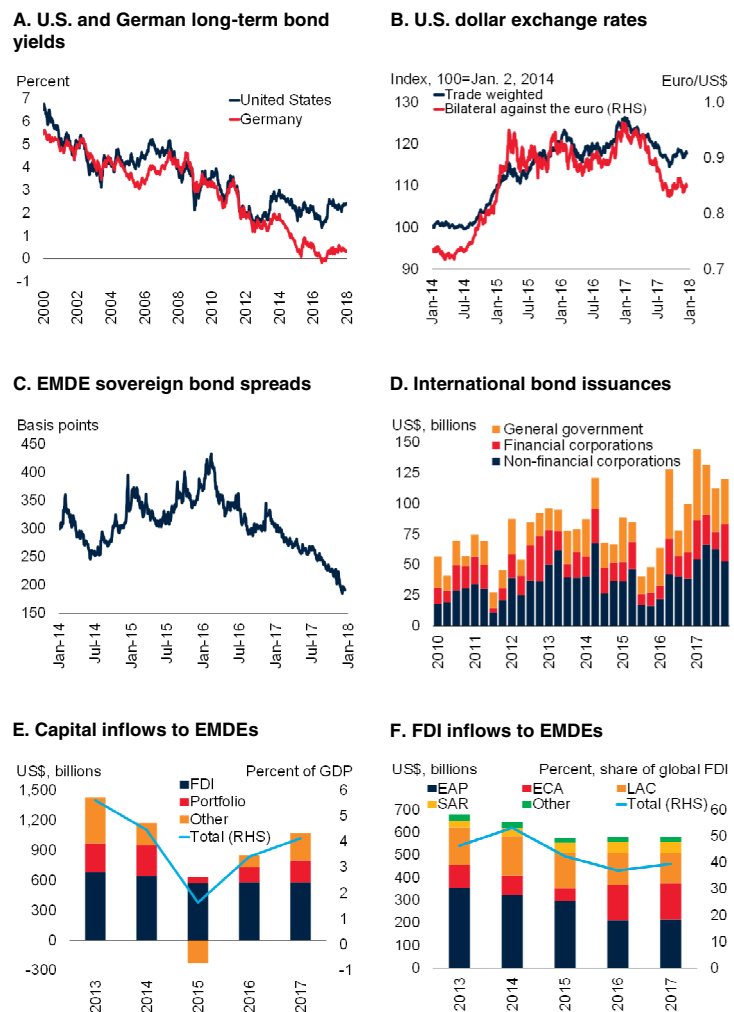 A. U.S. and German long-term bond
yields
Percent
7
6
5
4
3
2
1
0
-1
United States
Germany
2000
2002
2004
2006
2008
2010
2012
2014
2016
2018
B. U.S. dollar exchange rates
Index, 100=Jan. 2, 2014
Euro/US$
130
120
110
100
90
Trade weighted
Bilateral against the euro (RHS)
1.0
0.9
0.8
0.7
Jan-14
Jul-14
Jan-15
Jul-15
Jan-16
Jul-16
Jan-17
Jul-17
Jan-18
C. EMDE sovereign bond spreads
Basis points
450
400
350
300
250
200
150
Jan-14
Jul-14
Jan-15
Jul-15
Jan-16
Jul-16
Jan-17
Jul-17
Jan-18
D. International bond issuances
US$, billions
150
125
100
75
50
25
0
General government
Financial corporations
Non-financial corporations
2010
2011
2012
2013
2014
2015
2016
2017
E. Capital inflows to EMDEs
US$, billions
Percent of GDP
1,500
1,200
900
600
300
0
-300
FDI
Portfolio
Other
Total (RHS)
6
5
4
3
2
1
0
-1
2013
2014
2015
2016
2017
F. FDI inflows to EMDEs
US$, billions
Percent, share of global FDI
EAP
ECA
LAC
SAR
Other
Total (RHS)
700
600
500
400
300
200
100
0
60
50
40
30
20
10
0
2013
2014
2015
2016
2017